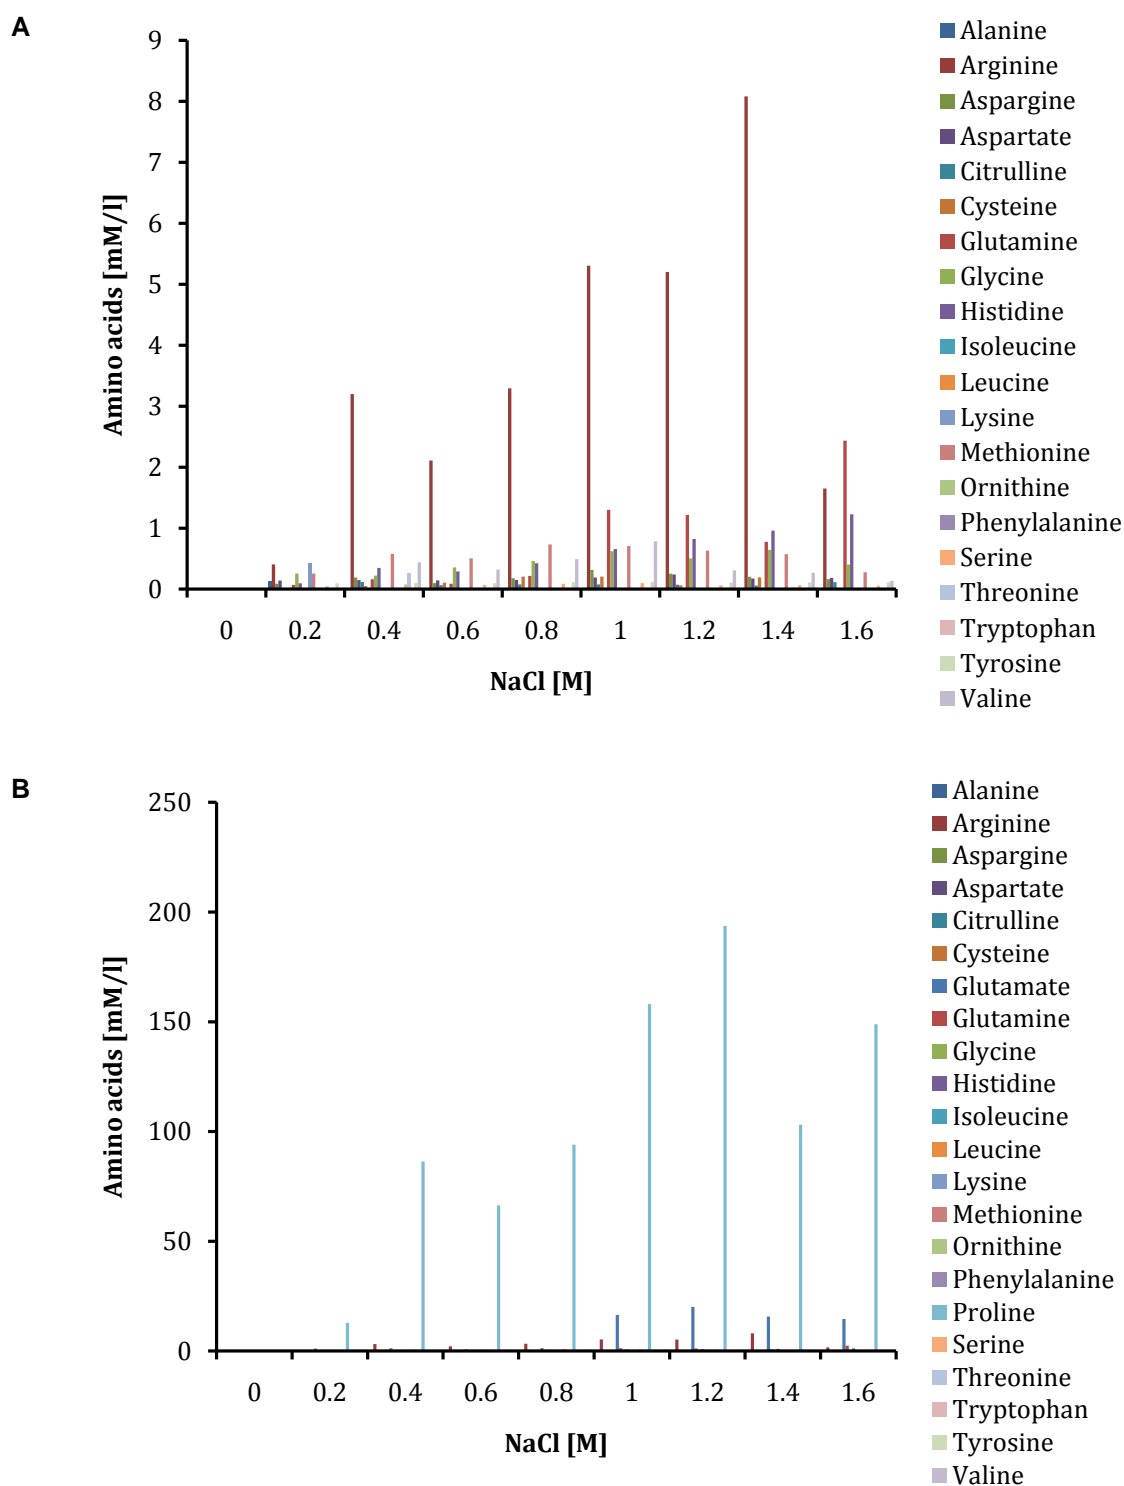 A
9
8
7
6
5
4
3
2
1
0
Amino acids [mM/l]
0 0.2 0.4 0.6 0.8 1 1.2 1.4 1.6
NaCl [M]
Alanine
Arginine
Aspargine
Aspartate
Citrulline
Cysteine
Glutamine
Glycine
Histidine
Isoleucine
Leucine
Lysine
Methionine
Ornithine
Phenylalanine
Serine
Threonine
Tryptophan
Tyrosine
Valine
B
250
200
150
100
50
0
Amino acids [mM/l]
0 0.2 0.4 0.6 0.8 1 1.2 1.4 1.6
NaCl [M]
Alanine
Arginine
Aspargine
Aspartate
Citrulline
Cysteine
Glutamate
Glutamine
Glycine
Histidine
Isoleucine
Leucine
Lysine
Methionine
Ornithine
Phenylalanine
Proline
Serine
Threonine
Tryptophan
Tyrosine
Valine